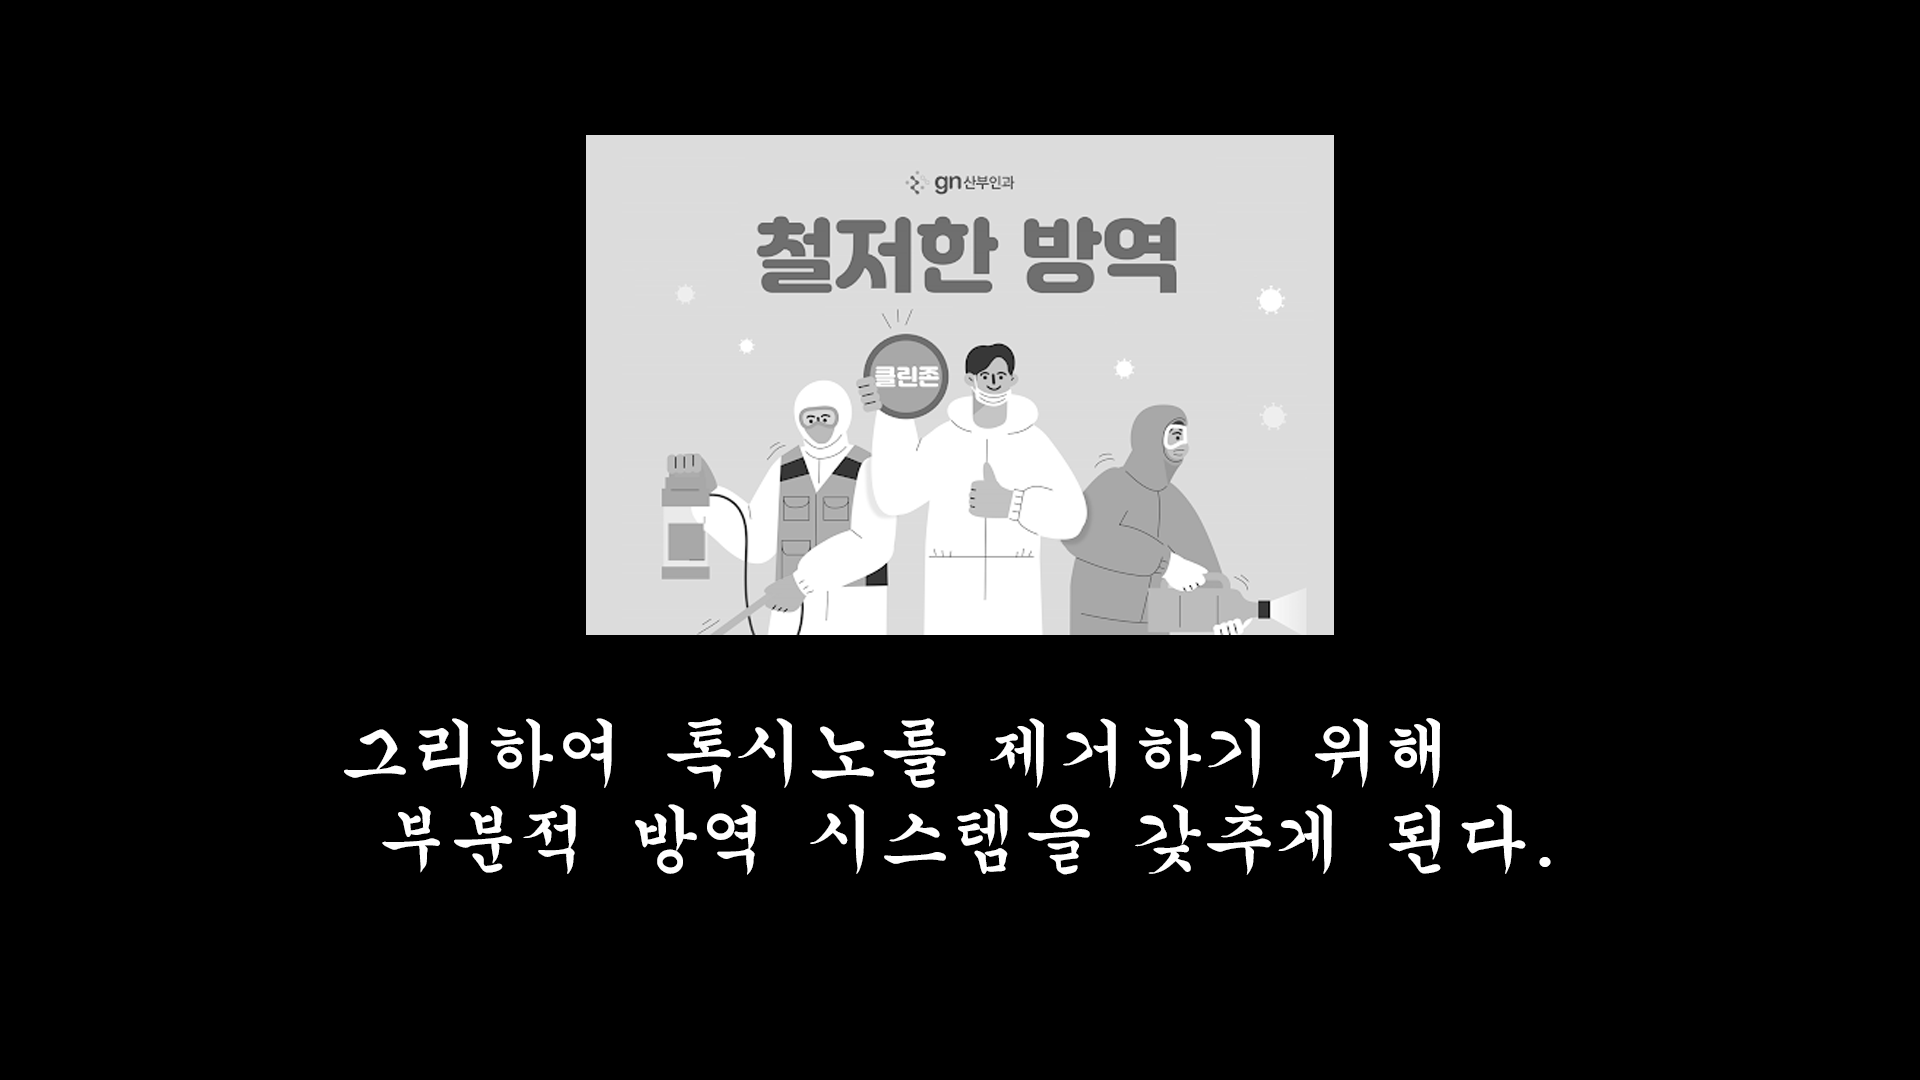 gn산부인과
철저한 방역
클린존
그리하여 톡시노를 제거하기 위해
부분적 방역 시스템을 갖추게 된다.